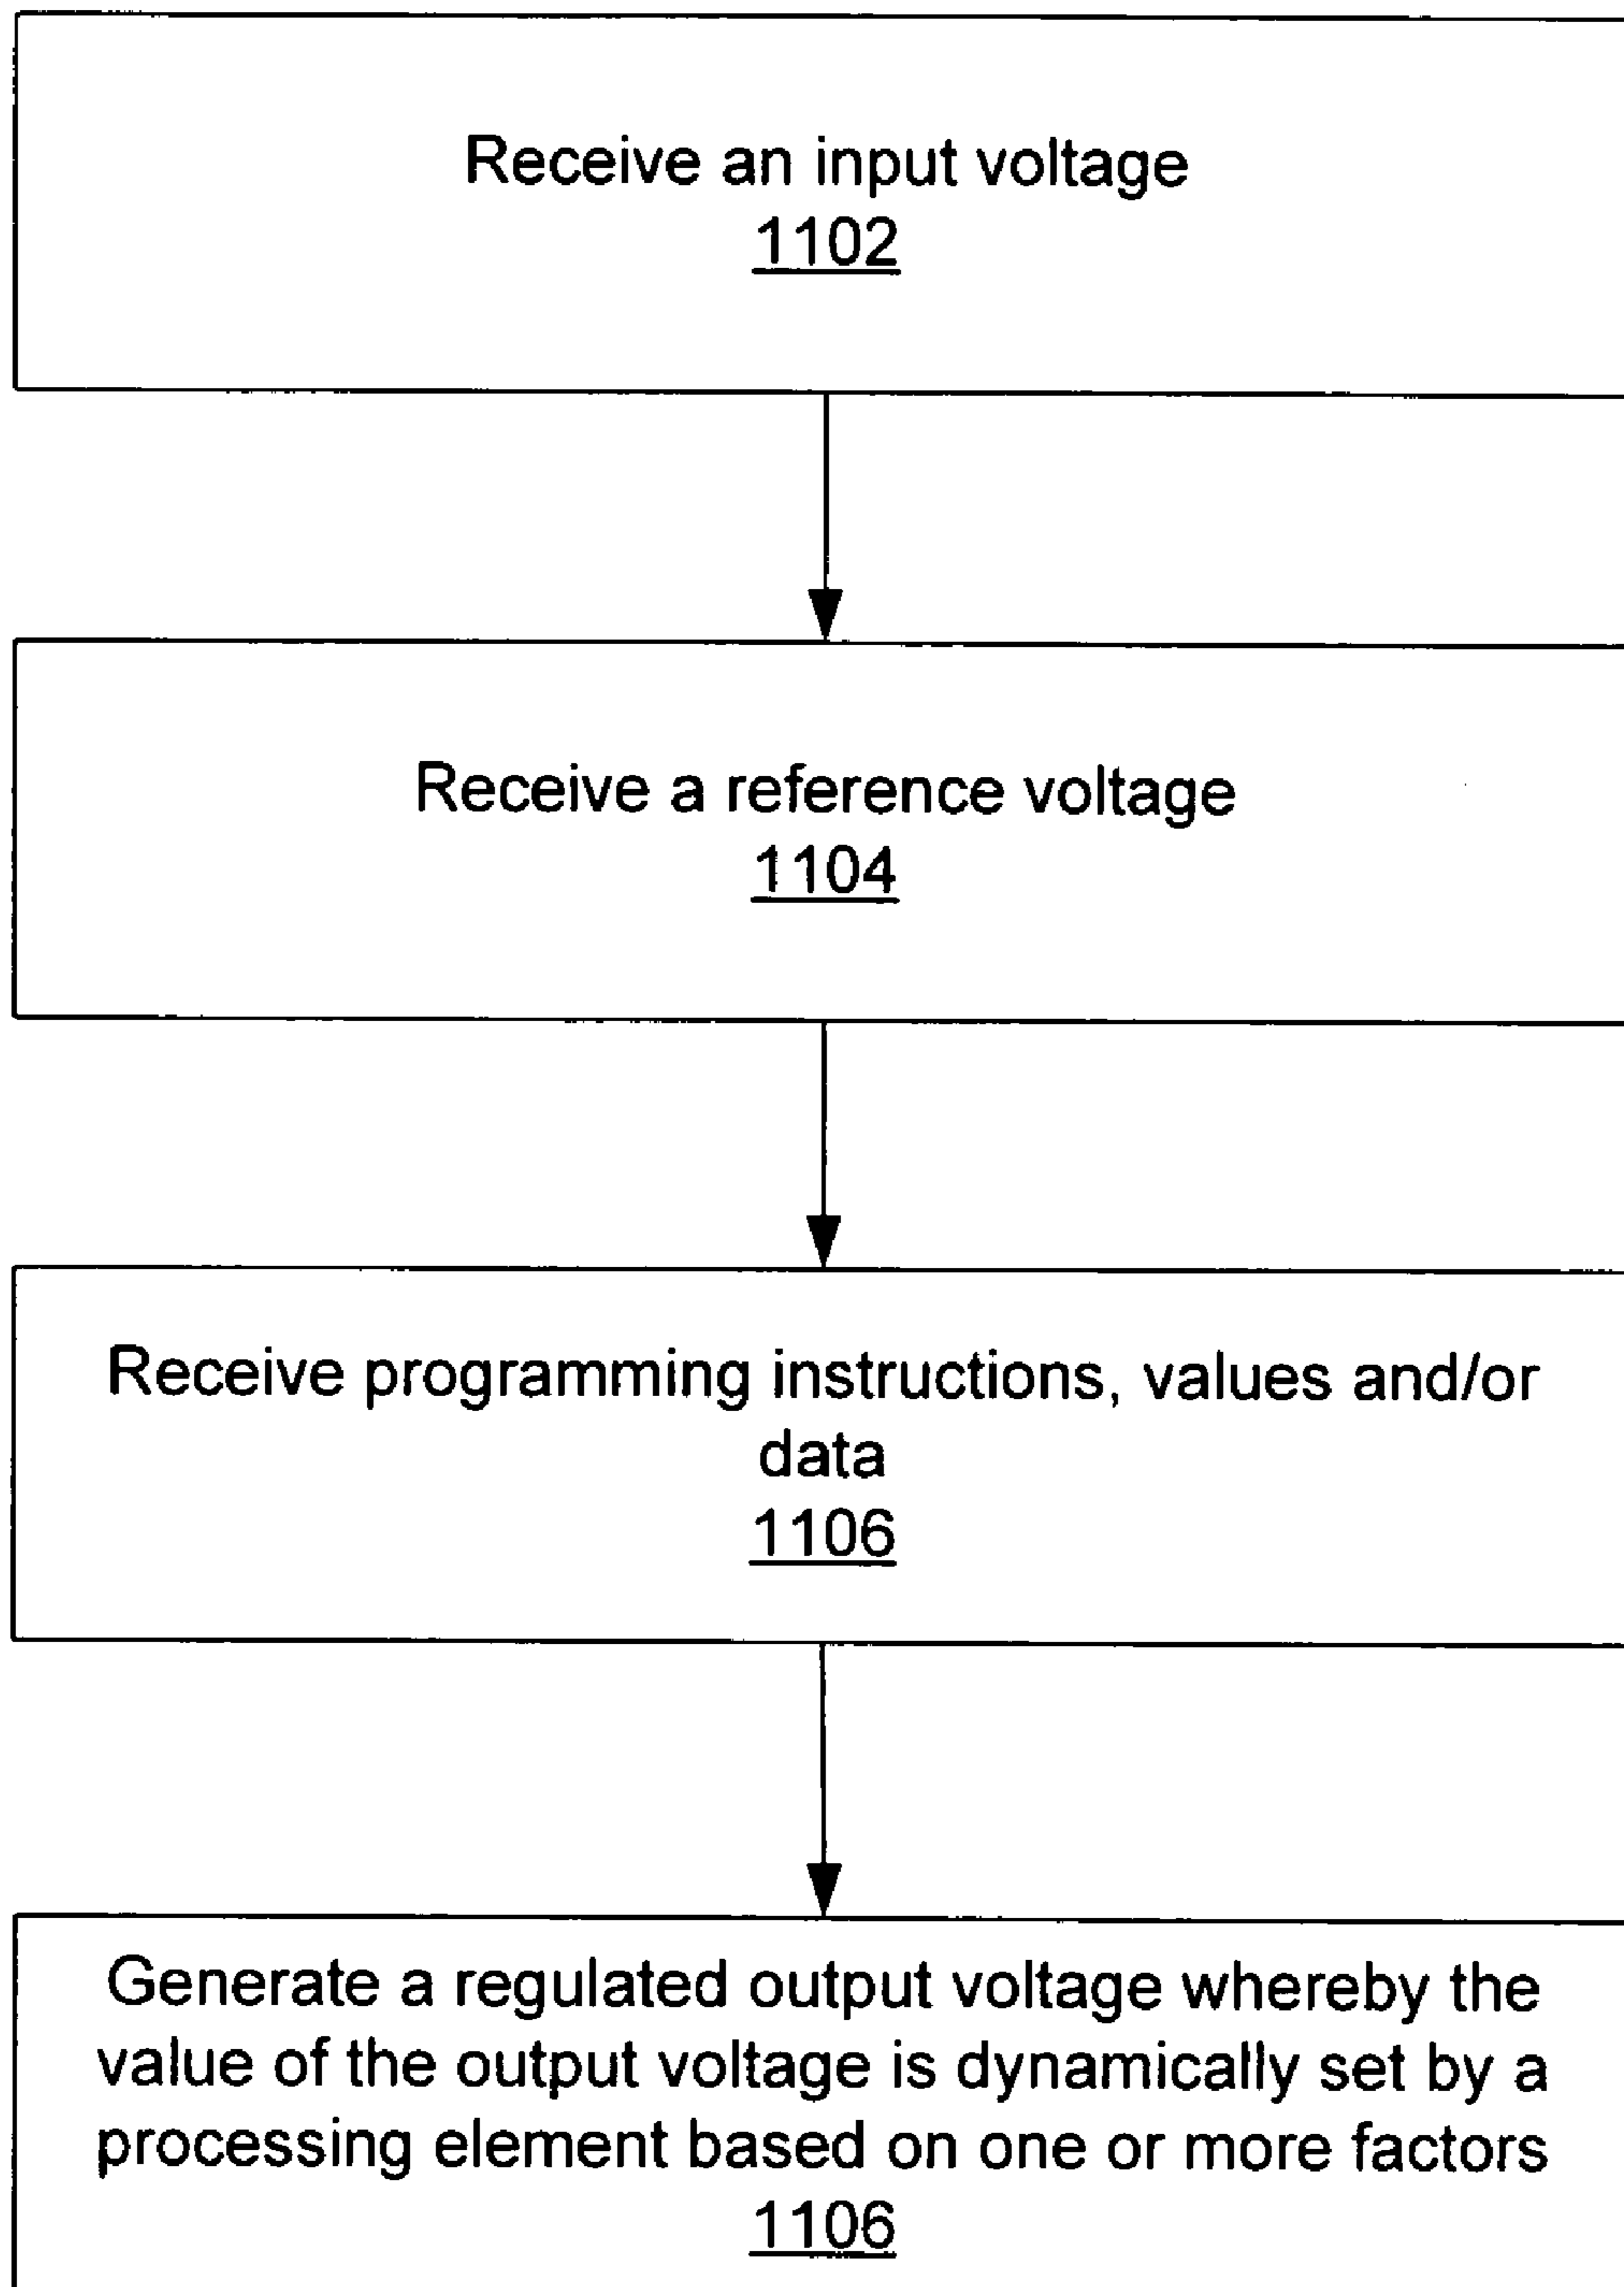 Receive an input voltage
1102
Receive a reference voltage
1104
Receive programming instructions, values and/or
data
1106
Generate a regulated output voltage whereby the
value of the output voltage is dynamically set by a
processing element based on one or more factors
1106